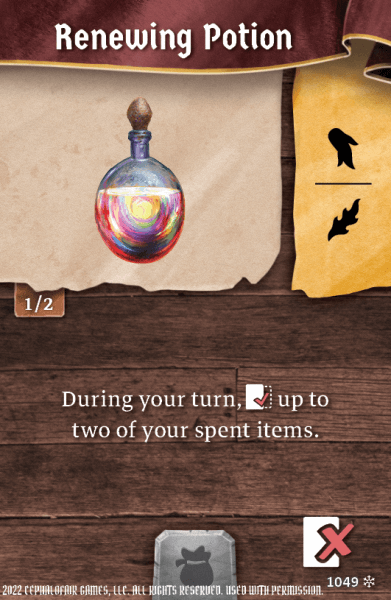 Renewing Potion
1/2
During your turn, up to
two of your spent items.
1049
2022 CEPHALOFAIR GAMES, LLC. ALL RIGHTS RESERVED. USED WITH PERMISSION.